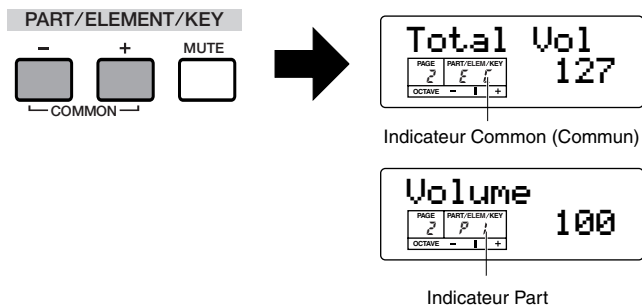 PART/ELEMENT/KEY
− + MUTE
COMMON
Total Vol
PAGE PART/ELEM/KEY
2 E C 127
OCTAVE − +
Indicateur Common (Commun)
Volume
PAGE PART/ELEM/KEY
2 P 1 100
OCTAVE − +
Indicateur Part